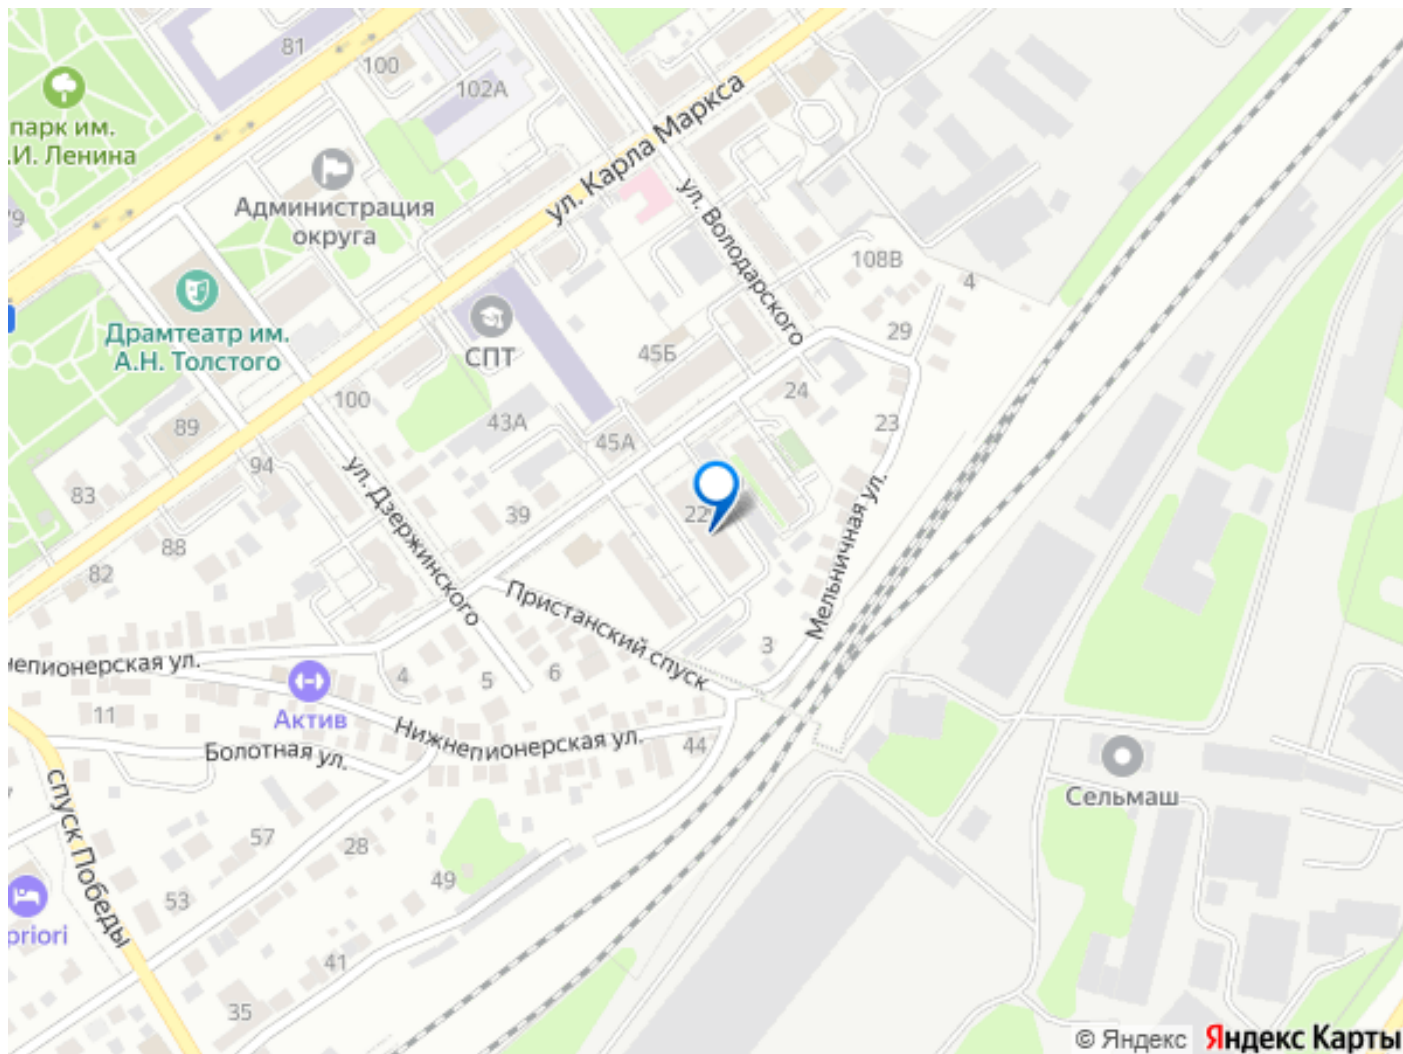 81
100
102А
парк им.
.И. Ленина
ул. Карла Маркса
79
Администрация
округа
ул. Володарского
108В
4
Драмтеатр им.
А.Н. Толстого
СПТ
45Б
29
100
24
89
43А
45А
23
94
ул. Дзержинского
83
39
22
Мельничная ул.
88
82
Пристанский спуск
непионерская ул.
3
4
5
6
11
Актив
Нижнепионерская ул.
44
Болотная ул.
спуск Победы
Сельмаш
57
28
49
53
priori
41
35
© Яндекс Яндекс Карты